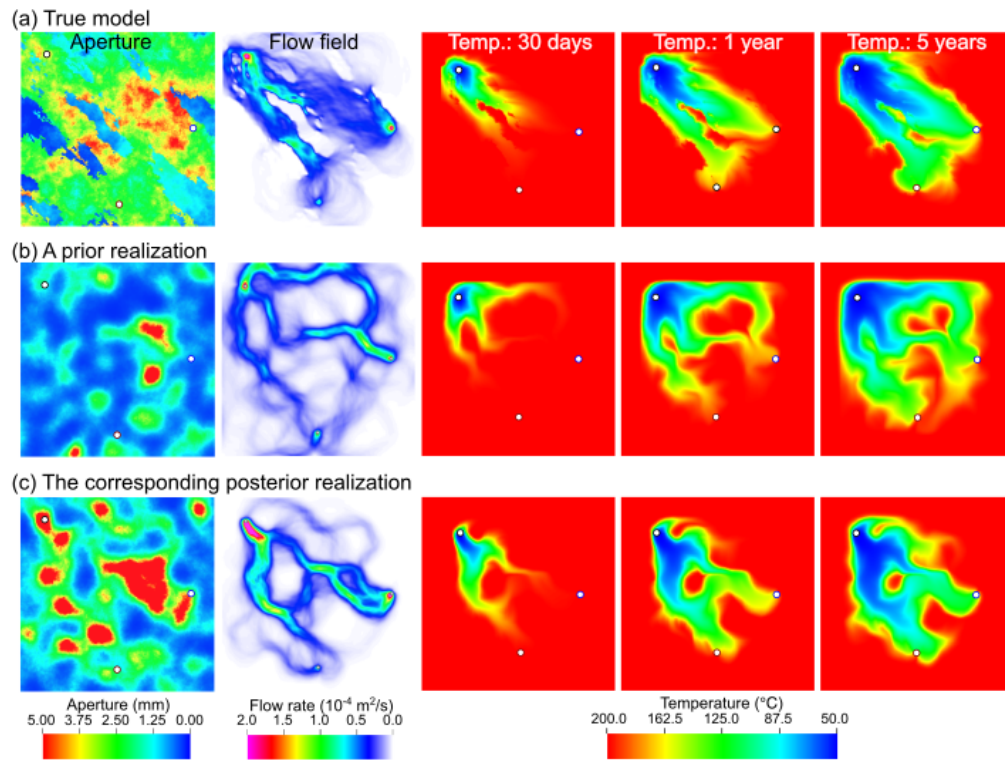 (a) True model
Aperture Flow field Temp.: 30 days Temp.: 1 year Temp.: 5 years
(b) A prior realization
(c) The corresponding posterior realization
Aperture (mm) Flow rate (10⁻⁴ m²/s) Temperature (°C)
5.00 3.75 2.50 1.25 0.00 2.0 1.5 1.0 0.5 0.0 200.0 162.5 125.0 87.5 50.0